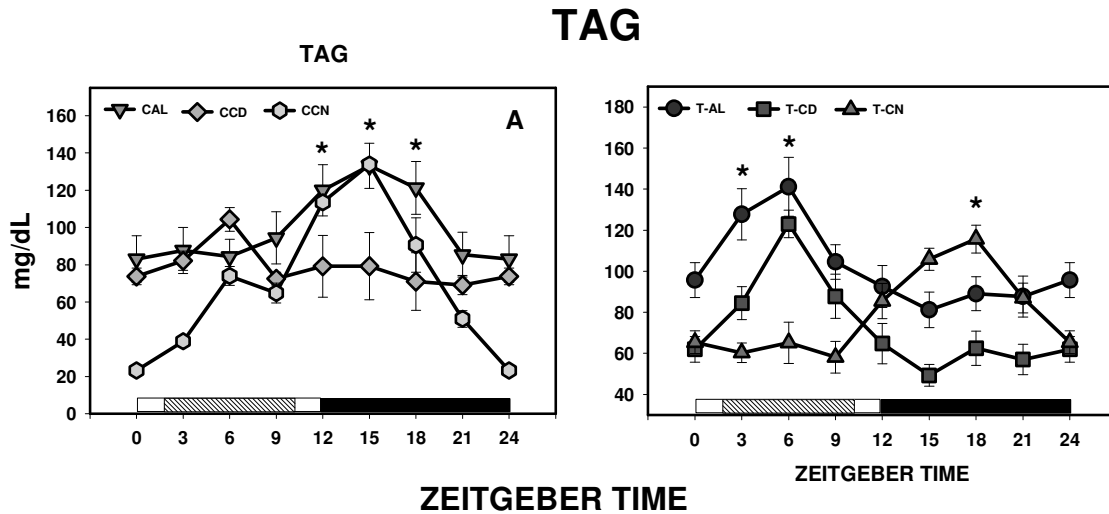 TAG
TAG
mg/dL
CAL CCD CCN
A
*
*
*
160
140
120
100
80
60
40
20
0
0 3 6 9 12 15 18 21 24
T-AL T-CD T-CN
*
*
*
180
160
140
120
100
80
60
40
0 3 6 9 12 15 18 21 24
ZEITGEBER TIME
ZEITGEBER TIME